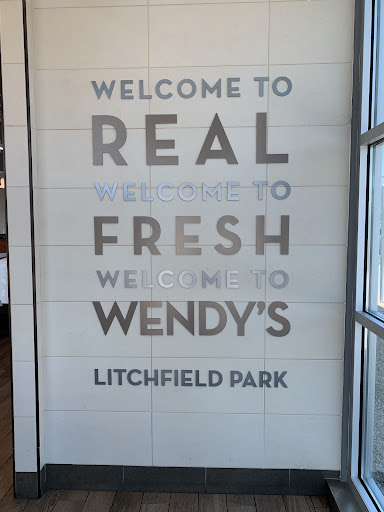 WELCOME TO
REAL
WELCOME TO
FRESH
WELCOME TO
WENDY'S
LITCHFIELD PARK